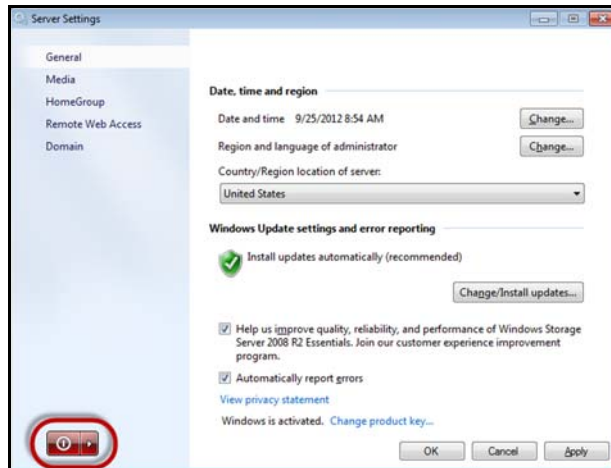 Server Settings
General
Media
HomeGroup
Remote Web Access
Domain
Date, time and region
Date and time 9/25/2012 8:54 AM Change...
Region and language of administrator Change...
Country/Region location of server:
United States
Windows Update settings and error reporting
Install updates automatically (recommended)
Change/Install updates...
Help us improve quality, reliability, and performance of Windows Storage
Server 2008 R2 Essentials. Join our customer experience improvement
program.
Automatically report errors
View privacy statement
Windows is activated. Change product key...
OK Cancel Apply